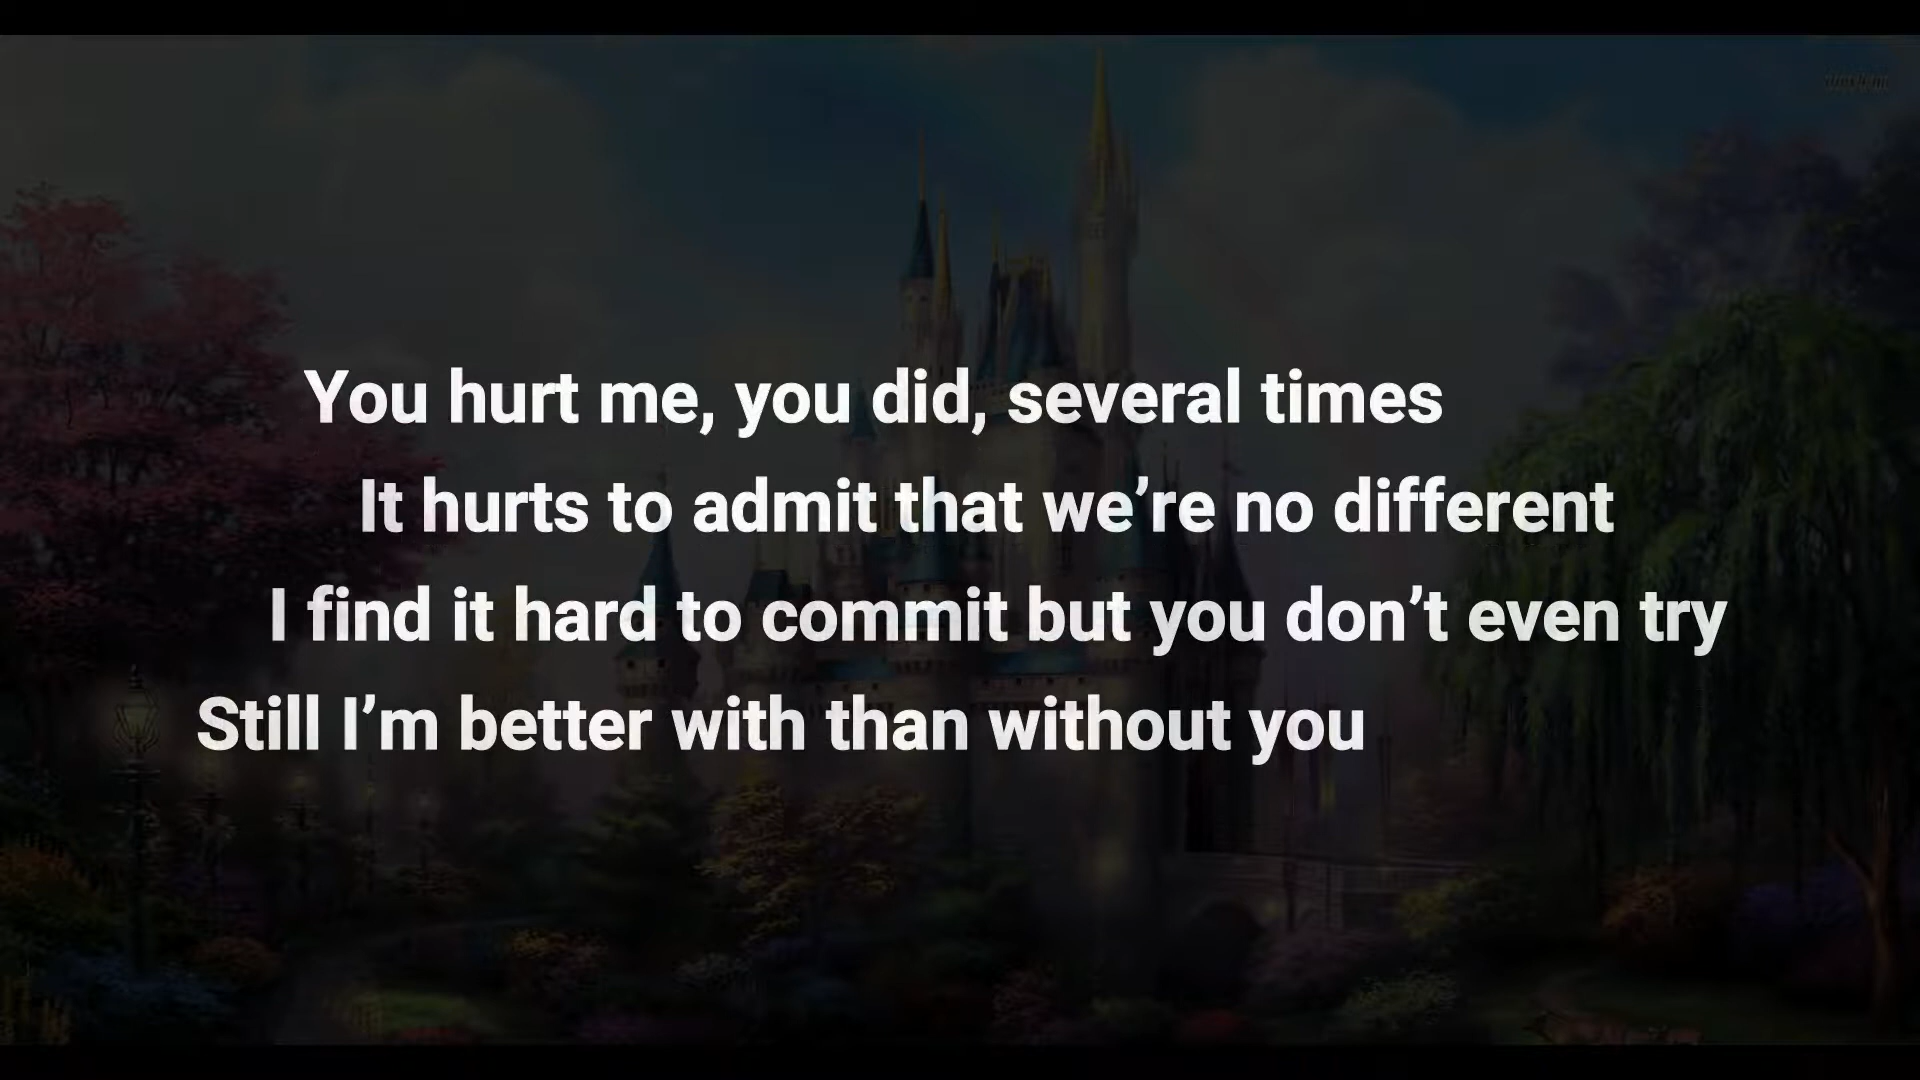 You hurt me, you did, several times
It hurts to admit that we’re no different
I find it hard to commit but you don’t even try
Still I’m better with than without you